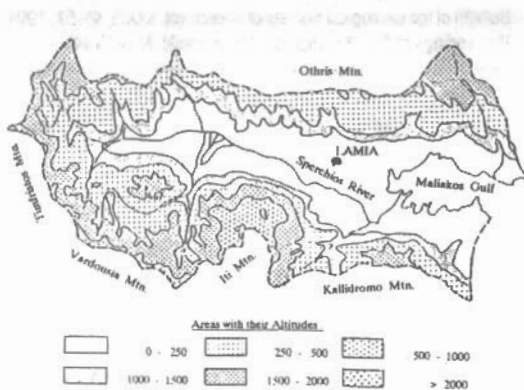 Othris Mtn.
LAMIA
Sperchios River
Maliakos Gulf
Timfristos Mtn.
Vardousia Mtn.
Iti Mtn.
Kallidromo Mtn.
Areas with their Altitudes
0 - 250 250 - 500 500 - 1000
1000 - 1500 1500 - 2000 > 2000